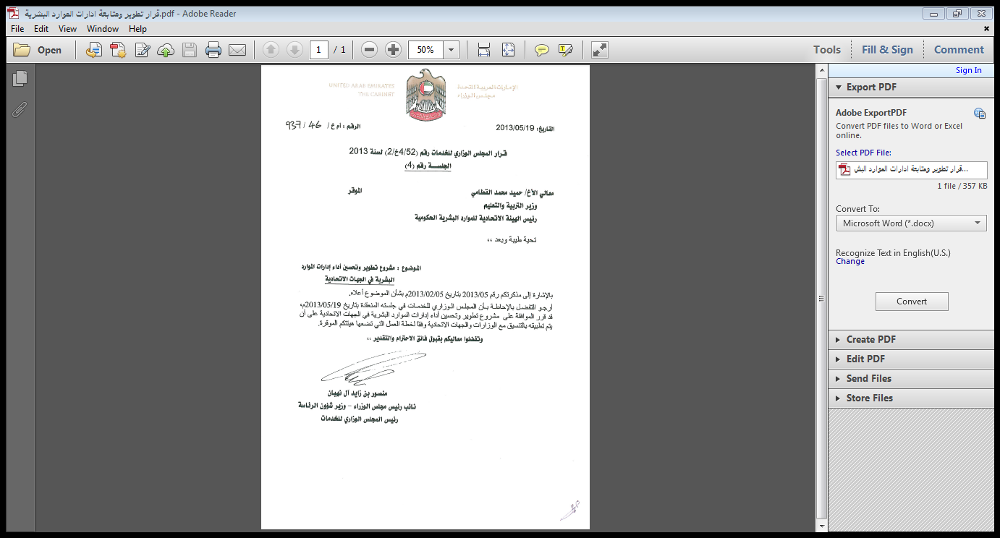 قرار تطوير ومتابعة ادارات الموارد البشرية.pdf - Adobe Reader
File Edit View Window Help
Open 1 / 1 50% Tools Fill & Sign Comment
Sign In
Export PDF
Adobe ExportPDF
Convert PDF files to Word or Excel
online.
Select PDF File:
قرار تطوير ومتابعة ادارات الموارد البش...
1 file / 357 KB
Convert To:
Microsoft Word (*.docx)
Recognize Text in English(U.S.)
Change
Convert
Create PDF
Edit PDF
Send Files
Store Files
UNITED ARAB EMIRATES
THE CABINET
الإمارات العربية المتحدة
مجلس الوزراء
التاريخ: 2013/05/19
الرقم: أم خ/ 46 / 937
قرار المجلس الوزاري للخدمات رقم (4/52خ/2) لسنة 2013
الجلسة رقم (4)
معالي الأخ/ حميد محمد القطامي الموقر
وزير التربية والتعليم
رئيس الهيئة الاتحادية للموارد البشرية الحكومية
تحية طيبة وبعد ،،
الموضوع : مشروع تطوير وتحسين أداء إدارات الموارد
البشرية في الجهات الاتحادية
بالإشارة إلى مذكرتكم رقم 2013/05 بتاريخ 2013/02/05م بشأن الموضوع أعلاه.
أرجو التفضل بالإحاطة بأن المجلس الوزاري للخدمات في جلسته المنعقدة بتاريخ 2013/05/19م،
قد قرر الموافقة على مشروع تطوير وتحسين أداء إدارات الموارد البشرية في الجهات الاتحادية على أن
يتم تطبيقه بالتنسيق مع الوزارات والجهات الاتحادية وفقاً لخطة العمل التي تضعها هيئتكم الموقرة.
وتفضلوا معاليكم بقبول فائق الاحترام والتقدير ،،
منصور بن زايد آل نهيان
نائب رئيس مجلس الوزراء – وزير شؤون الرئاسة
رئيس المجلس الوزاري للخدمات